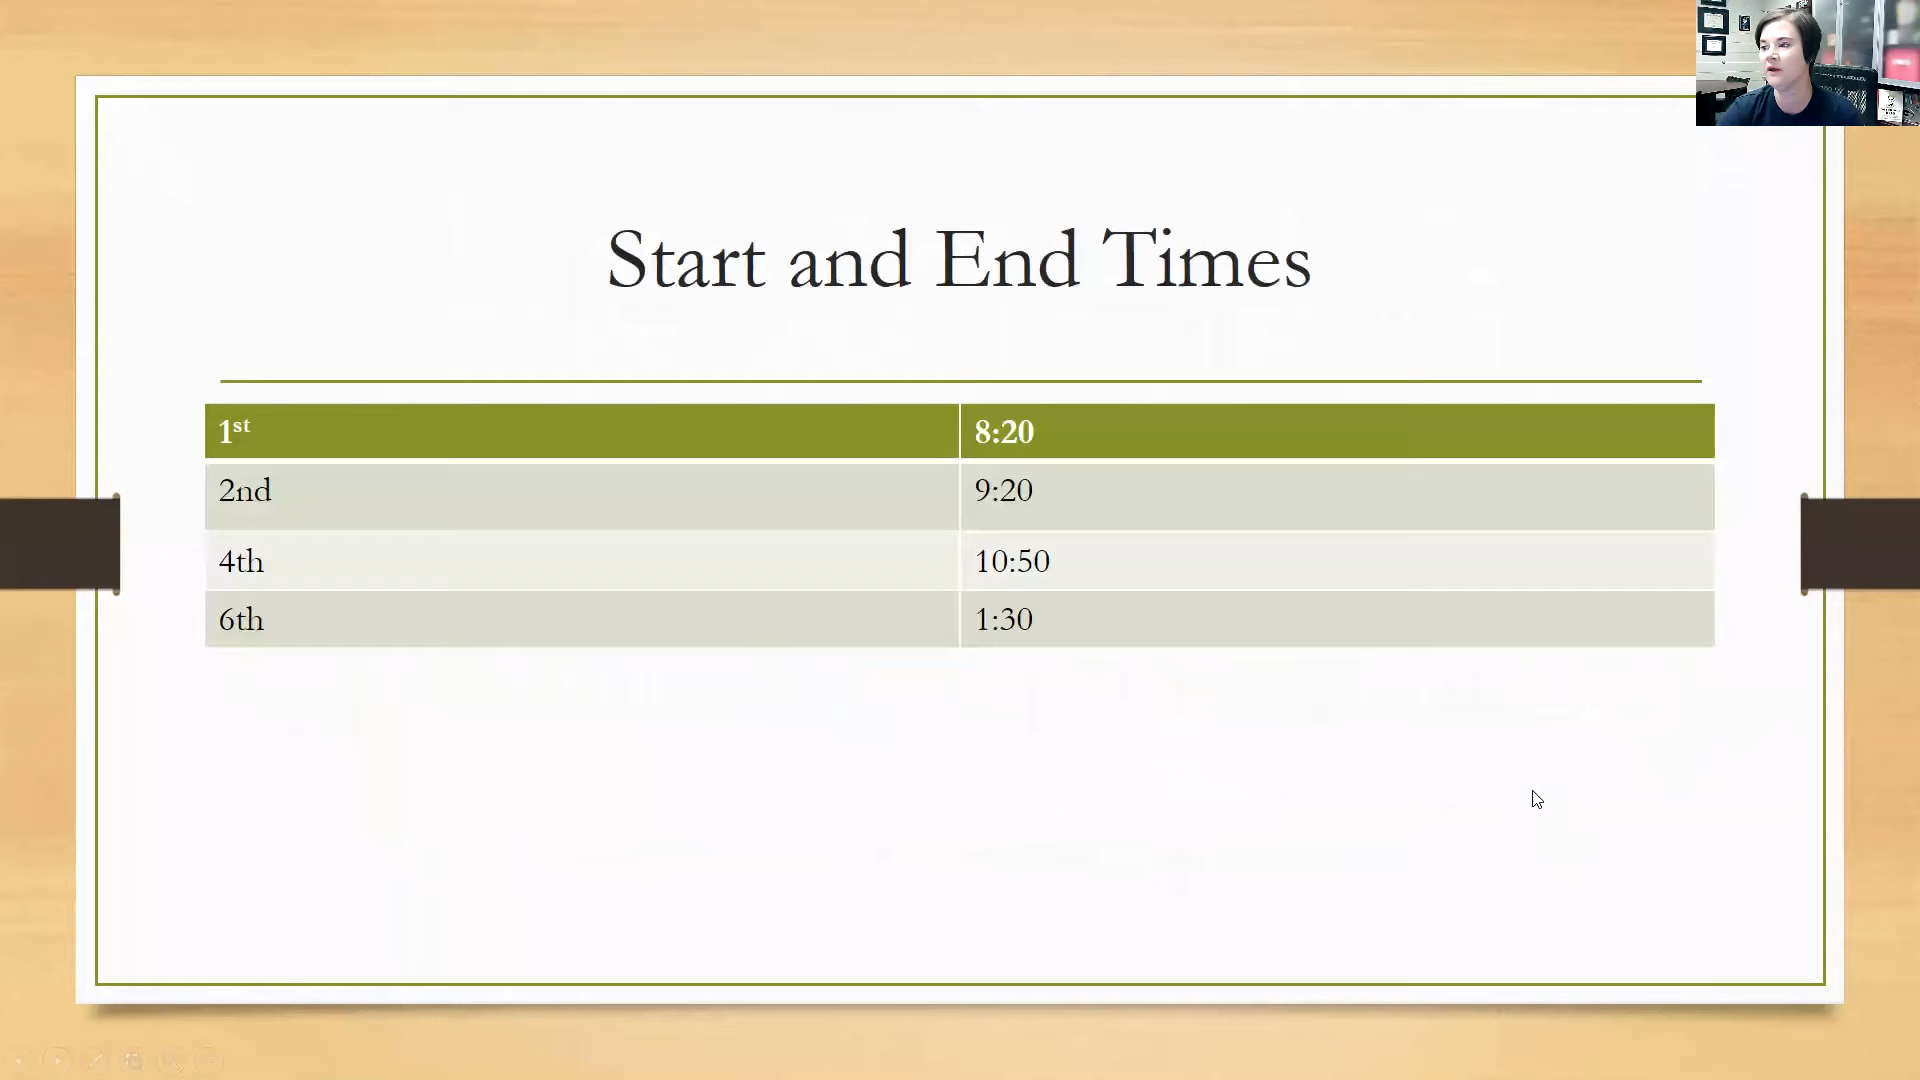 Start and End Times
1st 8:20
2nd 9:20
4th 10:50
6th 1:30